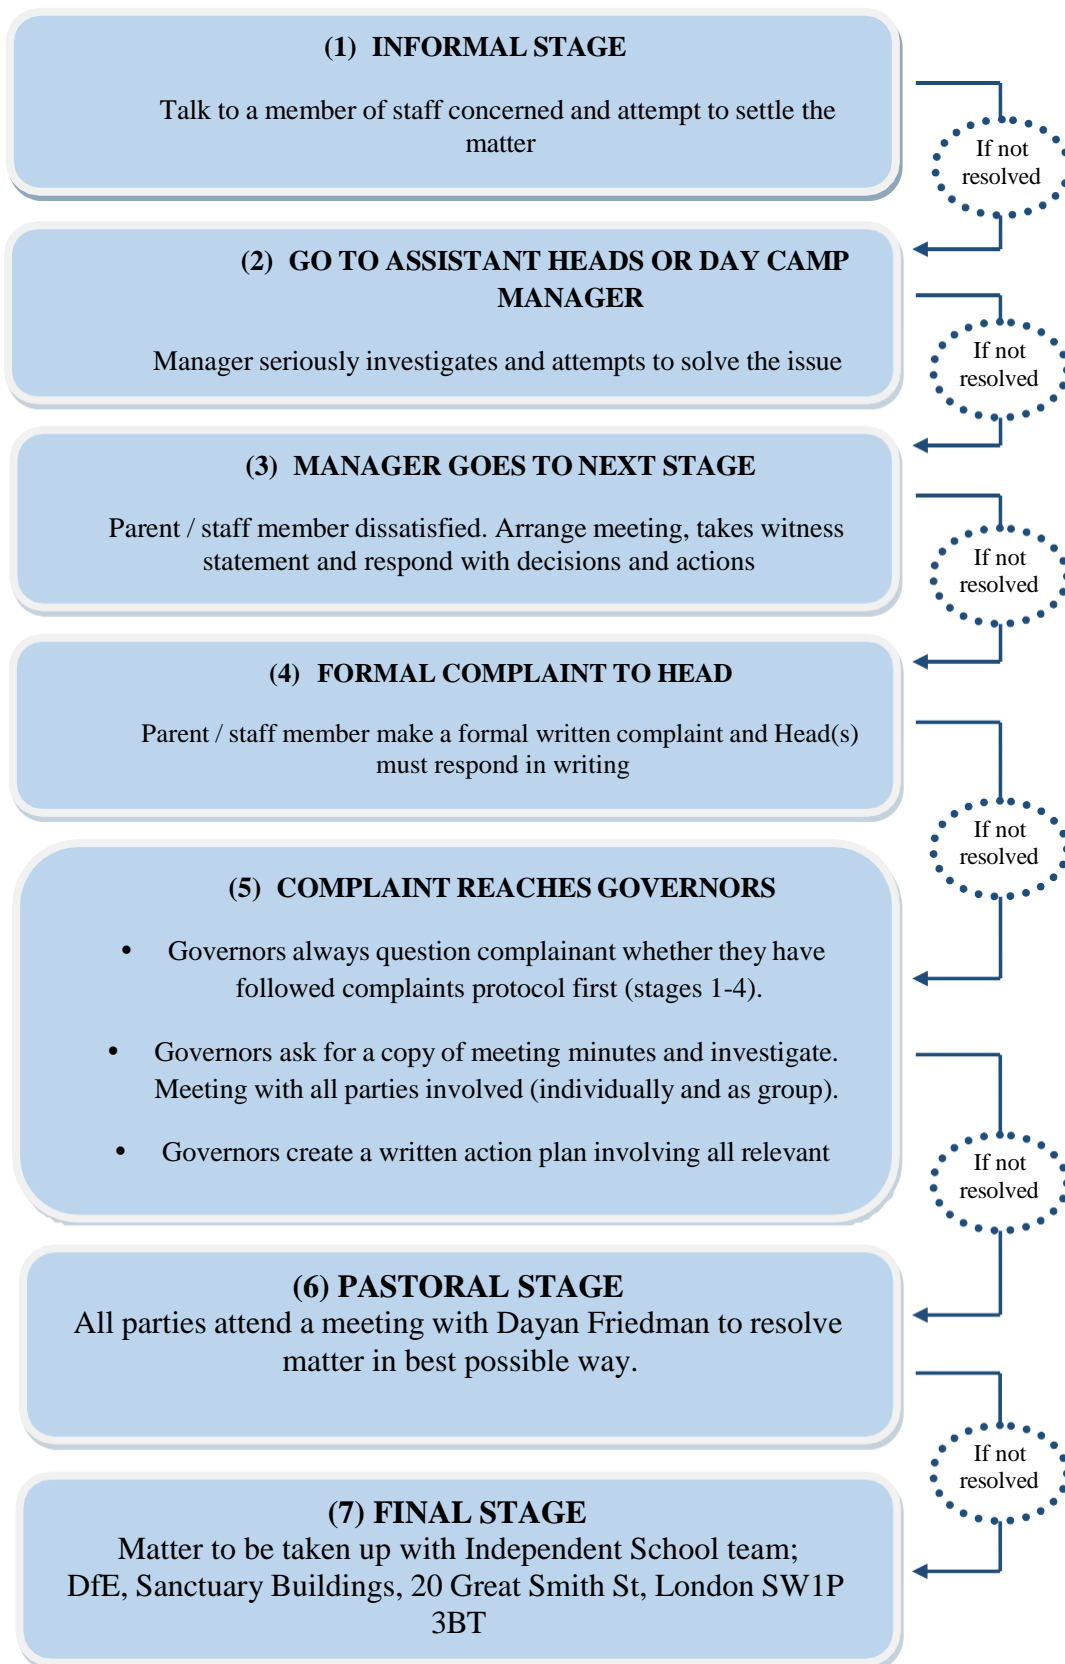 (1) INFORMAL STAGE
Talk to a member of staff concerned and attempt to settle the
matter
If not
resolved
(2) GO TO ASSISTANT HEADS OR DAY CAMP
MANAGER
Manager seriously investigates and attempts to solve the issue
If not
resolved
(3) MANAGER GOES TO NEXT STAGE
Parent / staff member dissatisfied. Arrange meeting, takes witness
statement and respond with decisions and actions
If not
resolved
(4) FORMAL COMPLAINT TO HEAD
Parent / staff member make a formal written complaint and Head(s)
must respond in writing
If not
resolved
(5) COMPLAINT REACHES GOVERNORS
• Governors always question complainant whether they have
followed complaints protocol first (stages 1-4).
• Governors ask for a copy of meeting minutes and investigate.
Meeting with all parties involved (individually and as group).
• Governors create a written action plan involving all relevant
If not
resolved
(6) PASTORAL STAGE
All parties attend a meeting with Dayan Friedman to resolve
matter in best possible way.
If not
resolved
(7) FINAL STAGE
Matter to be taken up with Independent School team;
DfE, Sanctuary Buildings, 20 Great Smith St, London SW1P
3BT